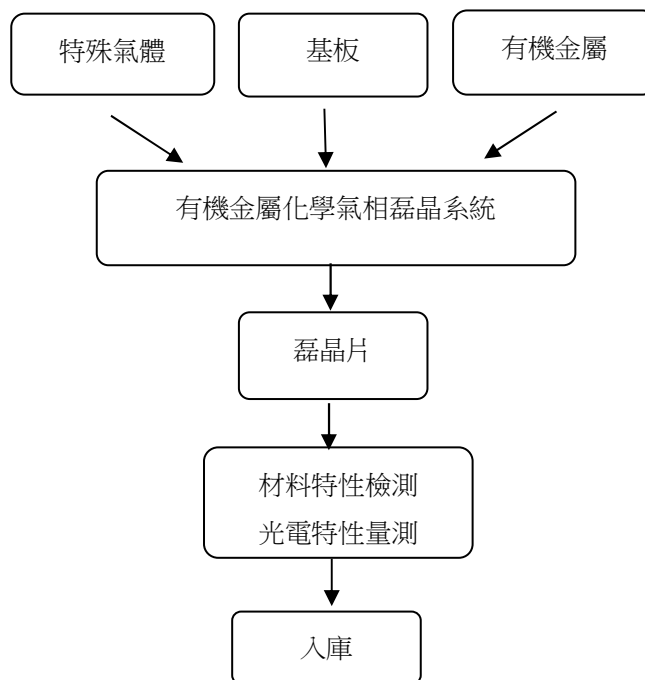 特殊氣體
基板
有機金屬
有機金屬化學氣相磊晶系統
磊晶片
材料特性檢測
光電特性量測
入庫